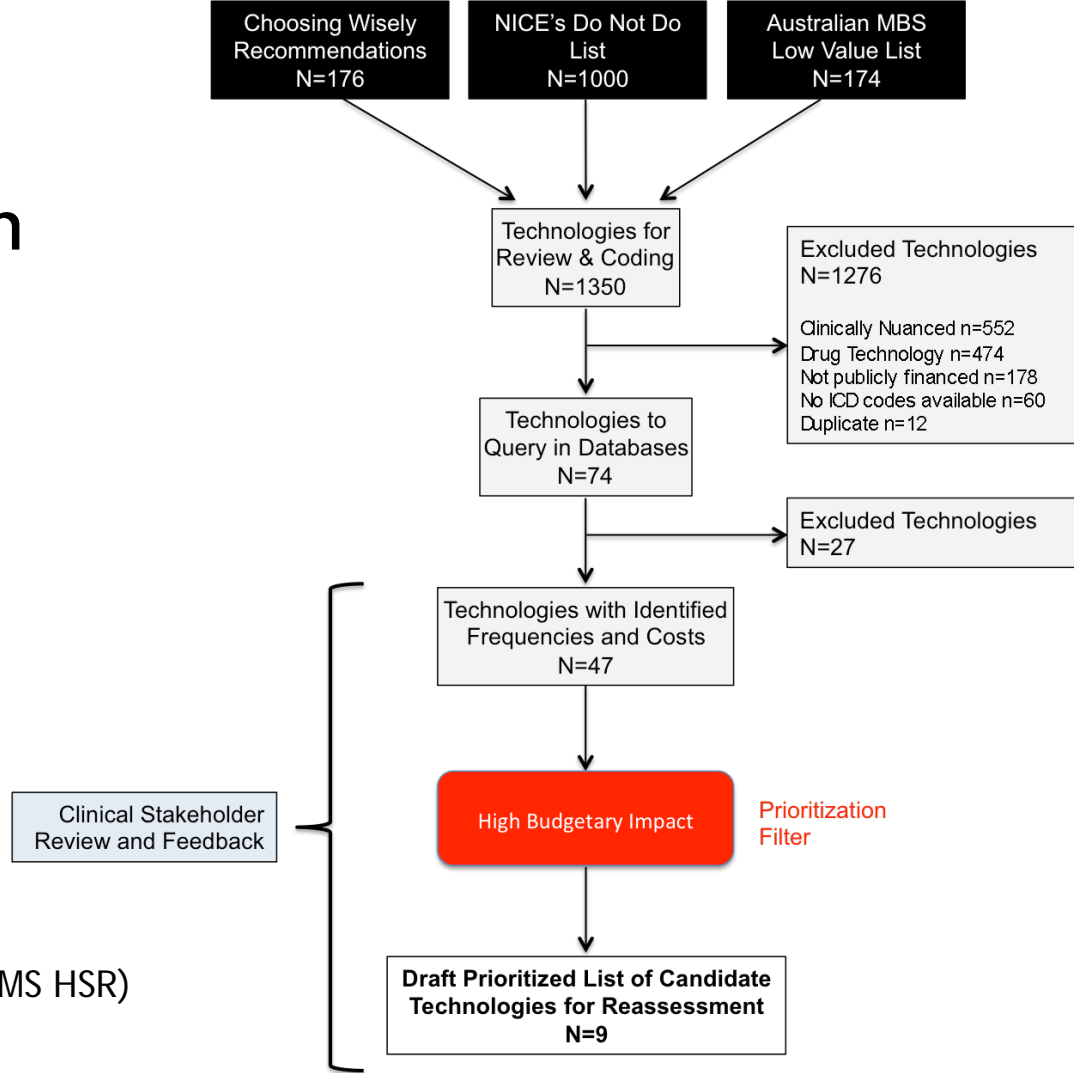 Choosing Wisely
Recommendations
N=176
NICE's Do Not Do
List
N=1000
Australian MBS
Low Value List
N=174
n
Technologies for
Review & Coding
N=1350
Excluded Technologies
N=1276
Clinically Nuanced n=552
Drug Technology n=474
Not publicly financed n=178
No ICD codes available n=60
Duplicate n=12
Technologies to
Query in Databases
N=74
Excluded Technologies
N=27
Technologies with Identified
Frequencies and Costs
N=47
Clinical Stakeholder
Review and Feedback
High Budgetary Impact
Prioritization
Filter
MS HSR)
Draft Prioritized List of Candidate
Technologies for Reassessment
N=9